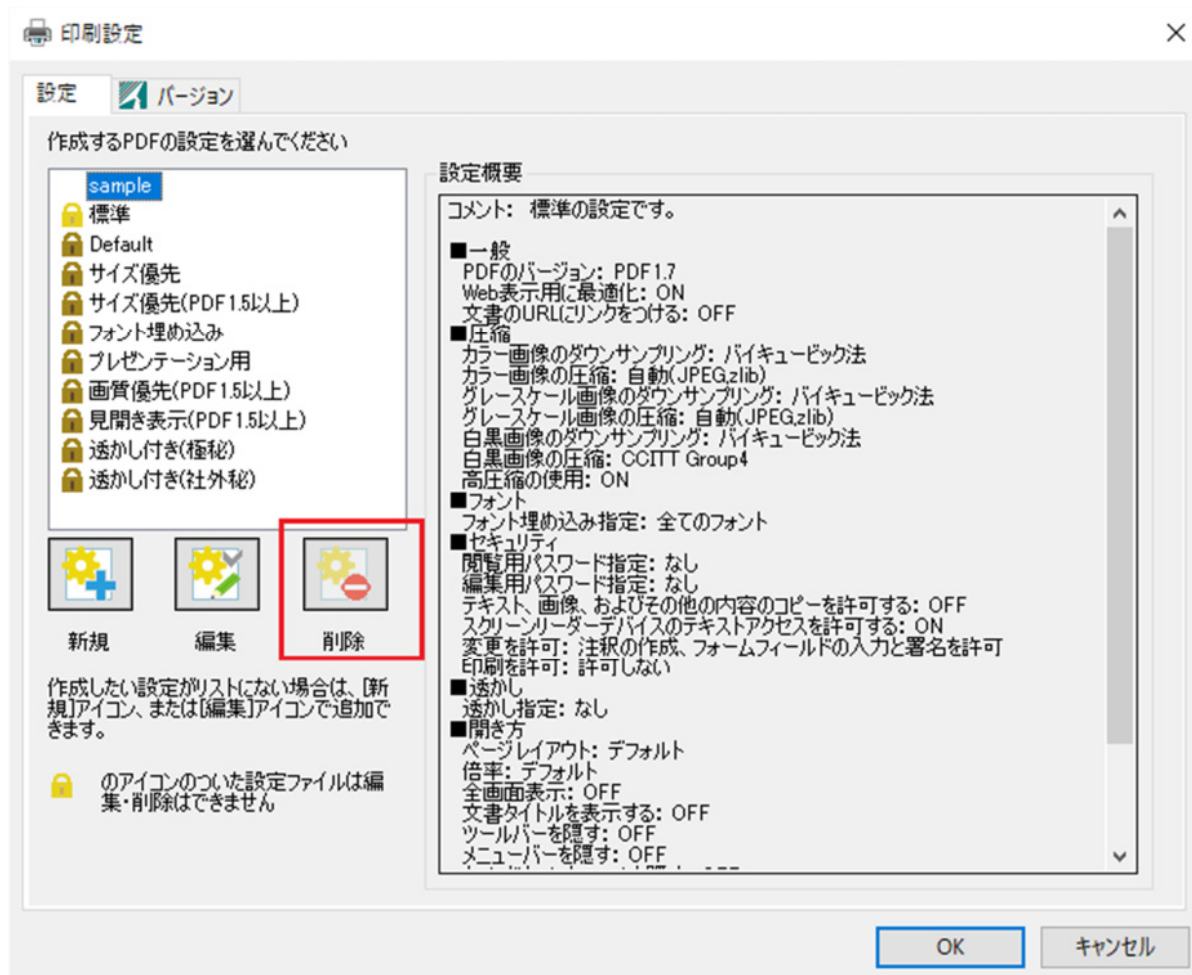 印刷設定
設定
バージョン
作成するPDFの設定を選んでください
sample
標準
Default
サイズ優先
サイズ優先(PDF1.5以上)
フォント埋め込み
プレゼンテーション用
画質優先(PDF1.5以上)
見開き表示(PDF1.5以上)
透かし付き(極秘)
透かし付き(社外秘)
新規
編集
削除
作成したい設定がリストにない場合は、[新
規]アイコン、または[編集]アイコンで追加で
きます。
のアイコンのついた設定ファイルは編
集・削除はできません
設定概要
コメント: 標準の設定です。
■一般
PDFのバージョン: PDF1.7
Web表示用に最適化: ON
文書のURLにリンクをつける: OFF
■圧縮
カラー画像のダウンサンプリング: バイキュービック法
カラー画像の圧縮: 自動(JPEG,zlib)
グレースケール画像のダウンサンプリング: バイキュービック法
グレースケール画像の圧縮: 自動(JPEG,zlib)
白黒画像のダウンサンプリング: バイキュービック法
白黒画像の圧縮: CCITT Group4
高圧縮の使用: ON
■フォント
フォント埋め込み指定: 全てのフォント
■セキュリティ
閲覧用パスワード指定: なし
編集用パスワード指定: なし
テキスト、画像、およびその他の内容のコピーを許可する: OFF
スクリーンリーダーデバイスのテキストアクセスを許可する: ON
変更を許可: 注釈の作成、フォームフィールドの入力と署名を許可
印刷を許可: 許可しない
■透かし
透かし指定: なし
■開き方
ページレイアウト: デフォルト
倍率: デフォルト
全画面表示: OFF
文書タイトルを表示する: OFF
ツールバーを隠す: OFF
メニューバーを隠す: OFF
OK
キャンセル